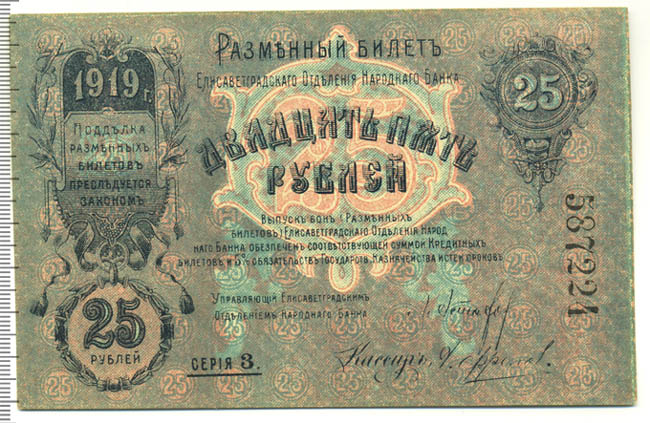 Размѣнный билетъ
Елисаветградскаго Отдѣленія Народнаго Банка
1919 г.
Поддѣлка
размѣнныхъ
билетовъ
преслѣдуется
закономъ
25
Двадцать пять
рублей
Выпускъ бонъ (Размѣнныхъ
билетовъ) Елисаветградскаго Отдѣленія Народ
наго Банка обезпеченъ соотвѣтствующей суммой Кредитныхъ
билетовъ и 5% обязательствъ Государств. Казначейства истек. сроковъ
Управляющій Елисаветградскимъ
Отдѣленіемъ Народнаго Банка
25
рублей
Серія 3.
Кассиръ
587224